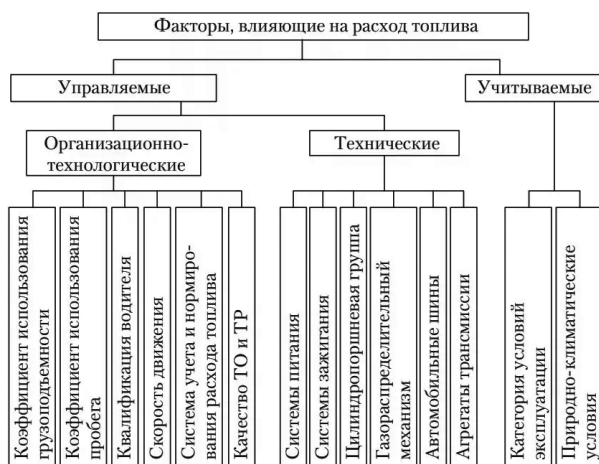 Факторы, влияющие на расход топлива
Управляемые
Учитываемые
Организационно-
технологические
Технические
Коэффициент использования
грузоподъемности
Коэффициент использования
пробега
Квалификация водителя
Скорость движения
Система учета и нормиро-
вания расхода топлива
Качество ТО и ТР
Системы питания
Системы зажигания
Цилиндропоршневая группа
Газораспределительный
механизм
Автомобильные шины
Агрегаты трансмиссии
Категория условий
эксплуатации
Природно-климатические
условия